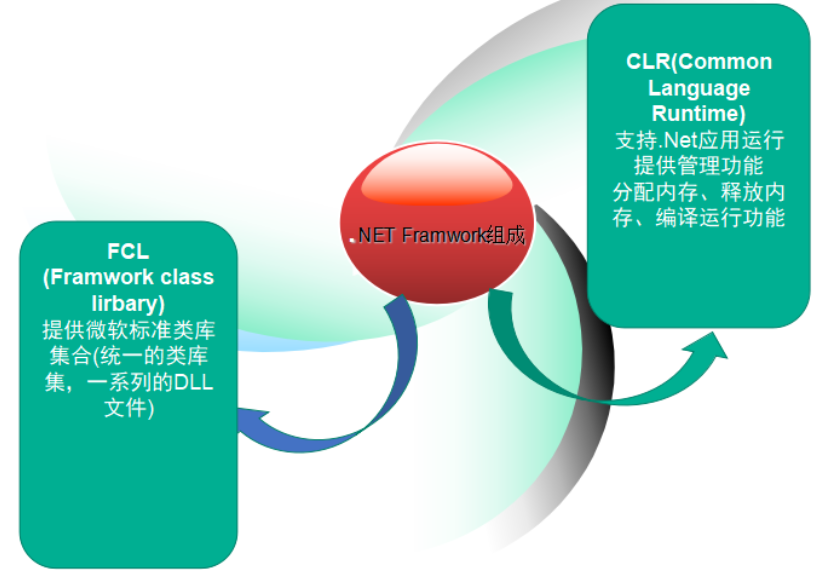 .NET Framwork组成
FCL
(Framwork class
lirbary)
提供微软标准类库
集合(统一的类库
集，一系列的DLL
文件)
CLR(Common
Language
Runtime)
支持.Net应用运行
提供管理功能
分配内存、释放内
存、编译运行功能